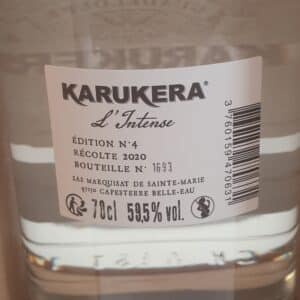 KARUKERA®
L'Intense
ÉDITION N°4
RÉCOLTE 2020
BOUTEILLE N° 1693
SAS MARQUISAT DE SAINTE-MARIE
97130 CAPESTERRE BELLE-EAU
70cl 59,5% vol.
3760159470631